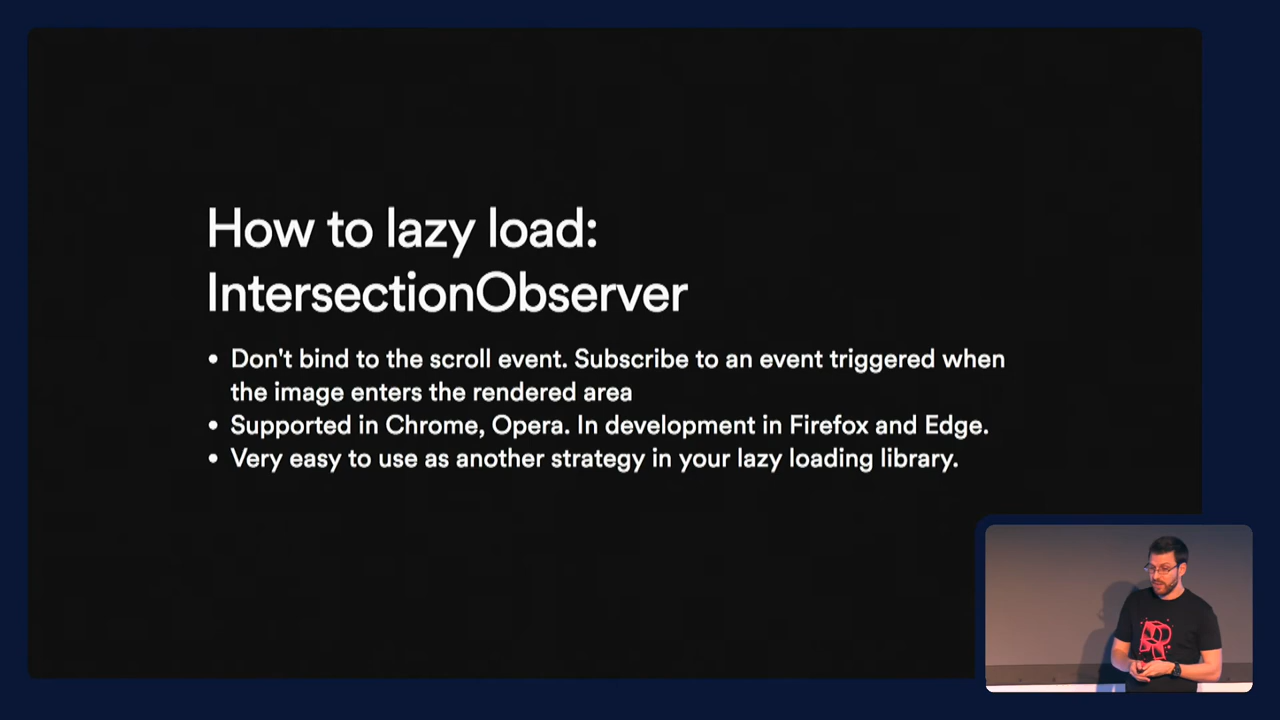 How to lazy load:
IntersectionObserver
• Don't bind to the scroll event. Subscribe to an event triggered when
the image enters the rendered area
• Supported in Chrome, Opera. In development in Firefox and Edge.
• Very easy to use as another strategy in your lazy loading library.